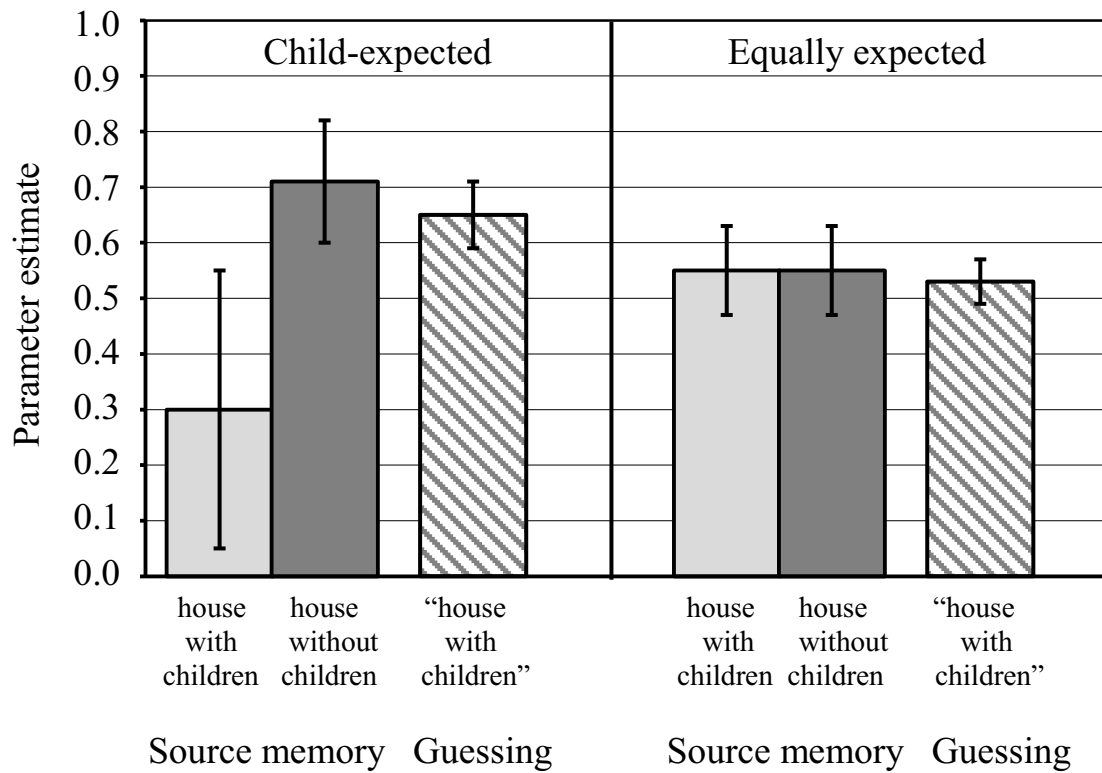 Parameter estimate
1.0
0.9
0.8
0.7
0.6
0.5
0.4
0.3
0.2
0.1
0.0
Child-expected
Equally expected
house
with
children
house
without
children
“house
with
children”
house
with
children
house
without
children
“house
with
children”
Source memory
Guessing
Source memory
Guessing